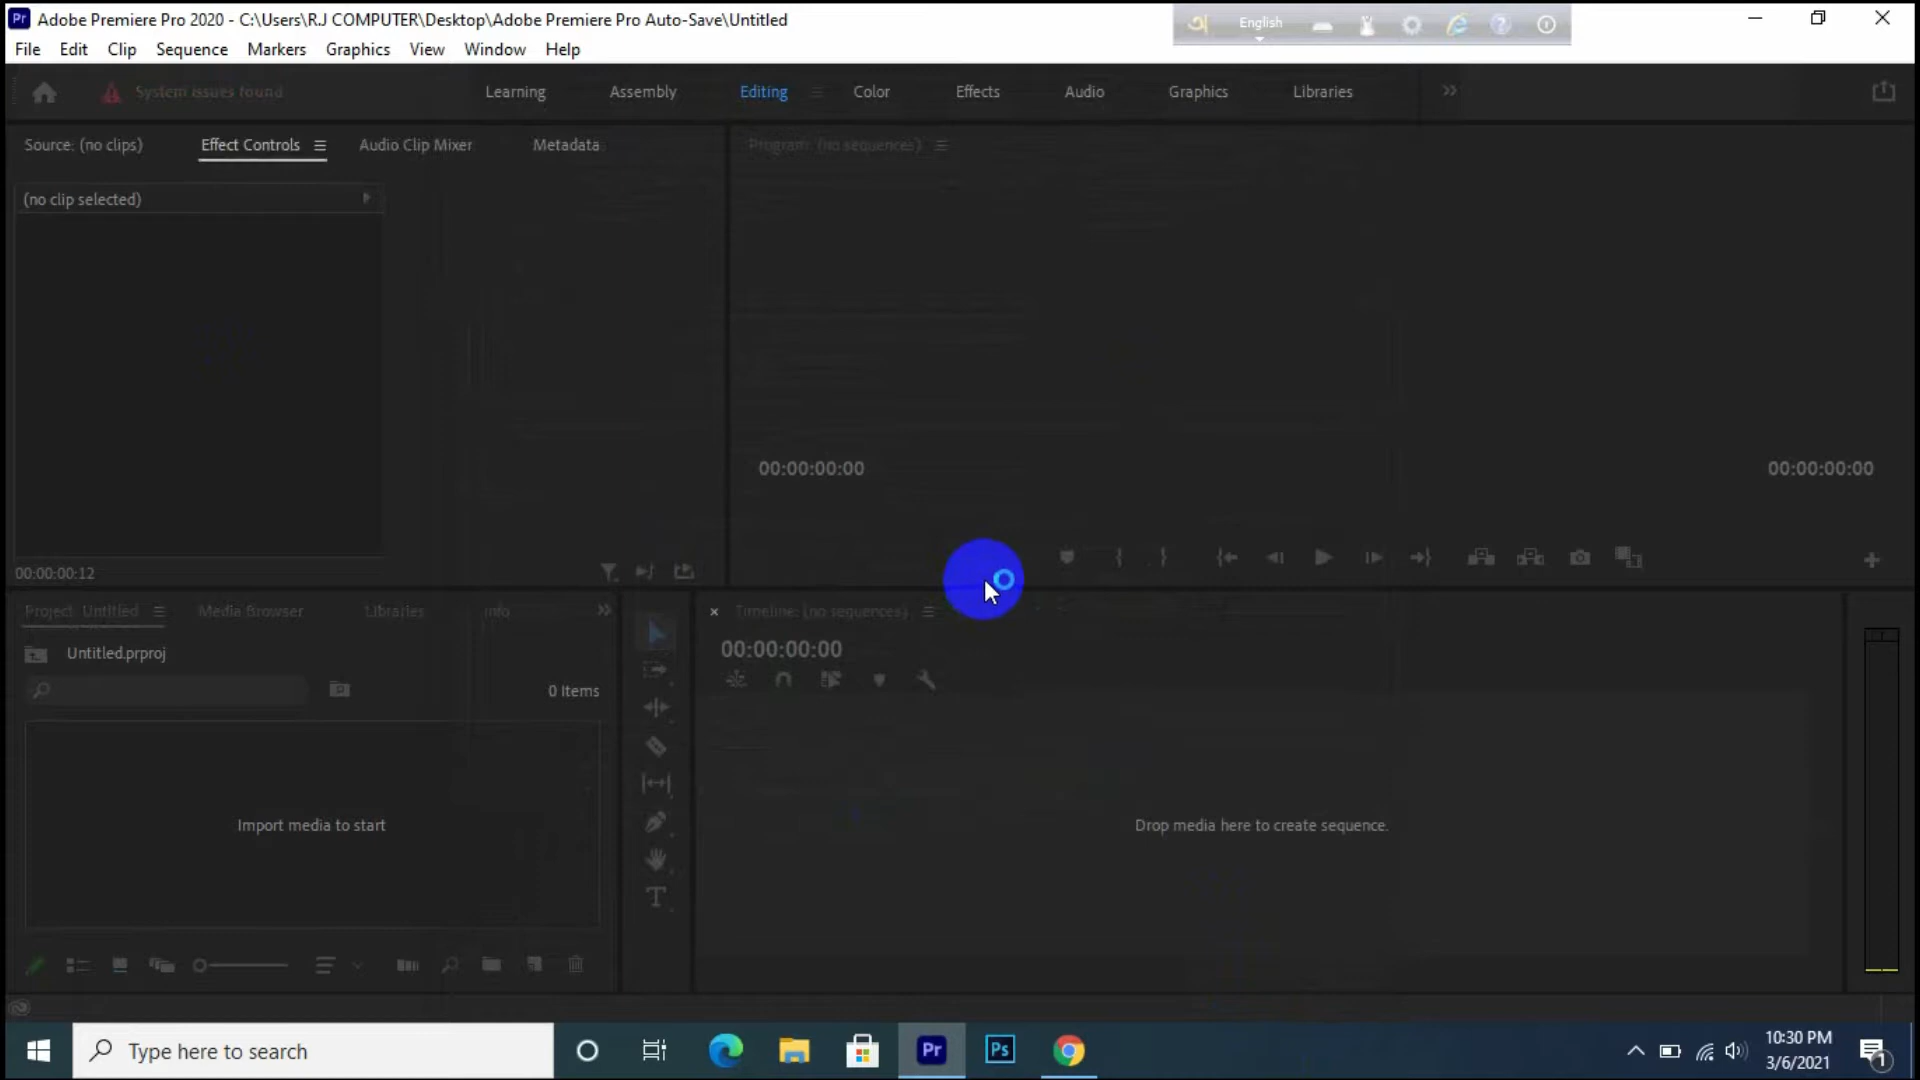 Adobe Premiere Pro 2020 - C:\Users\R.J COMPUTER\Desktop\Adobe Premiere Pro Auto-Save\Untitled
অ English
File Edit Clip Sequence Markers Graphics View Window Help
System issues found Learning Assembly Editing Color Effects Audio Graphics Libraries
Source: (no clips) Effect Controls Audio Clip Mixer Metadata Program: (no sequences)
(no clip selected)
00:00:00:00 00:00:00:00
00:00:00:12
Project: Untitled Media Browser Libraries Info Timeline: (no sequences)
00:00:00:00
Untitled.prproj
0 Items
Import media to start Drop media here to create sequence.
Type here to search Pr Ps
10:30 PM
3/6/2021
1